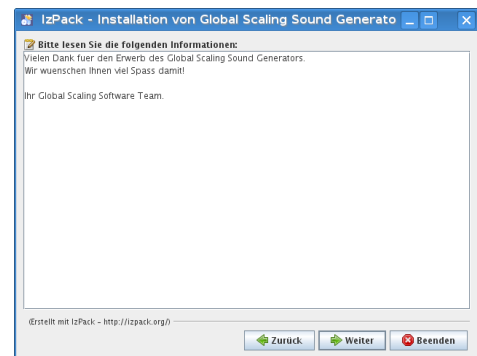 IzPack - Installation von Global Scaling Sound Generato
Bitte lesen Sie die folgenden Informationen:
Vielen Dank fuer den Erwerb des Global Scaling Sound Generators.
Wir wuenschen Ihnen viel Spass damit!
Ihr Global Scaling Software Team.
(Erstellt mit IzPack - http://izpack.org/)
Zurück Weiter Beenden